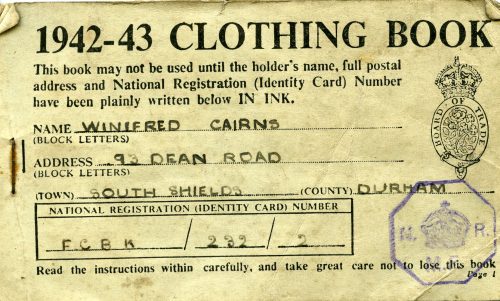 1942-43 CLOTHING BOOK
This book may not be used until the holder's name, full postal
address and National Registration (Identity Card) Number
have been plainly written below IN INK.
BOARD · OF · TRADE
NAME WINIFRED CAIRNS
(BLOCK LETTERS)
ADDRESS 93 DEAN ROAD
(BLOCK LETTERS)
(TOWN) SOUTH SHIELDS (COUNTY) DURHAM
NATIONAL REGISTRATION (IDENTITY CARD) NUMBER
FCBK / 232 / 2
M. R.
Read the instructions within carefully, and take great care not to lose this book
Page 1